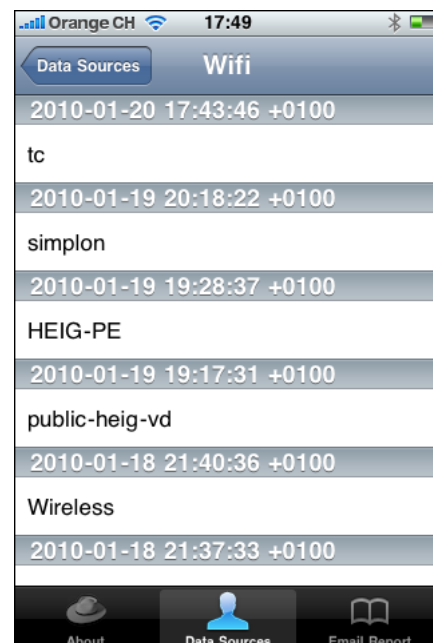 Orange CH 17:49
Data Sources Wifi
2010-01-20 17:43:46 +0100
tc
2010-01-19 20:18:22 +0100
simplon
2010-01-19 19:28:37 +0100
HEIG-PE
2010-01-19 19:17:31 +0100
public-heig-vd
2010-01-18 21:40:36 +0100
Wireless
2010-01-18 21:37:33 +0100
About Data Sources Email Report